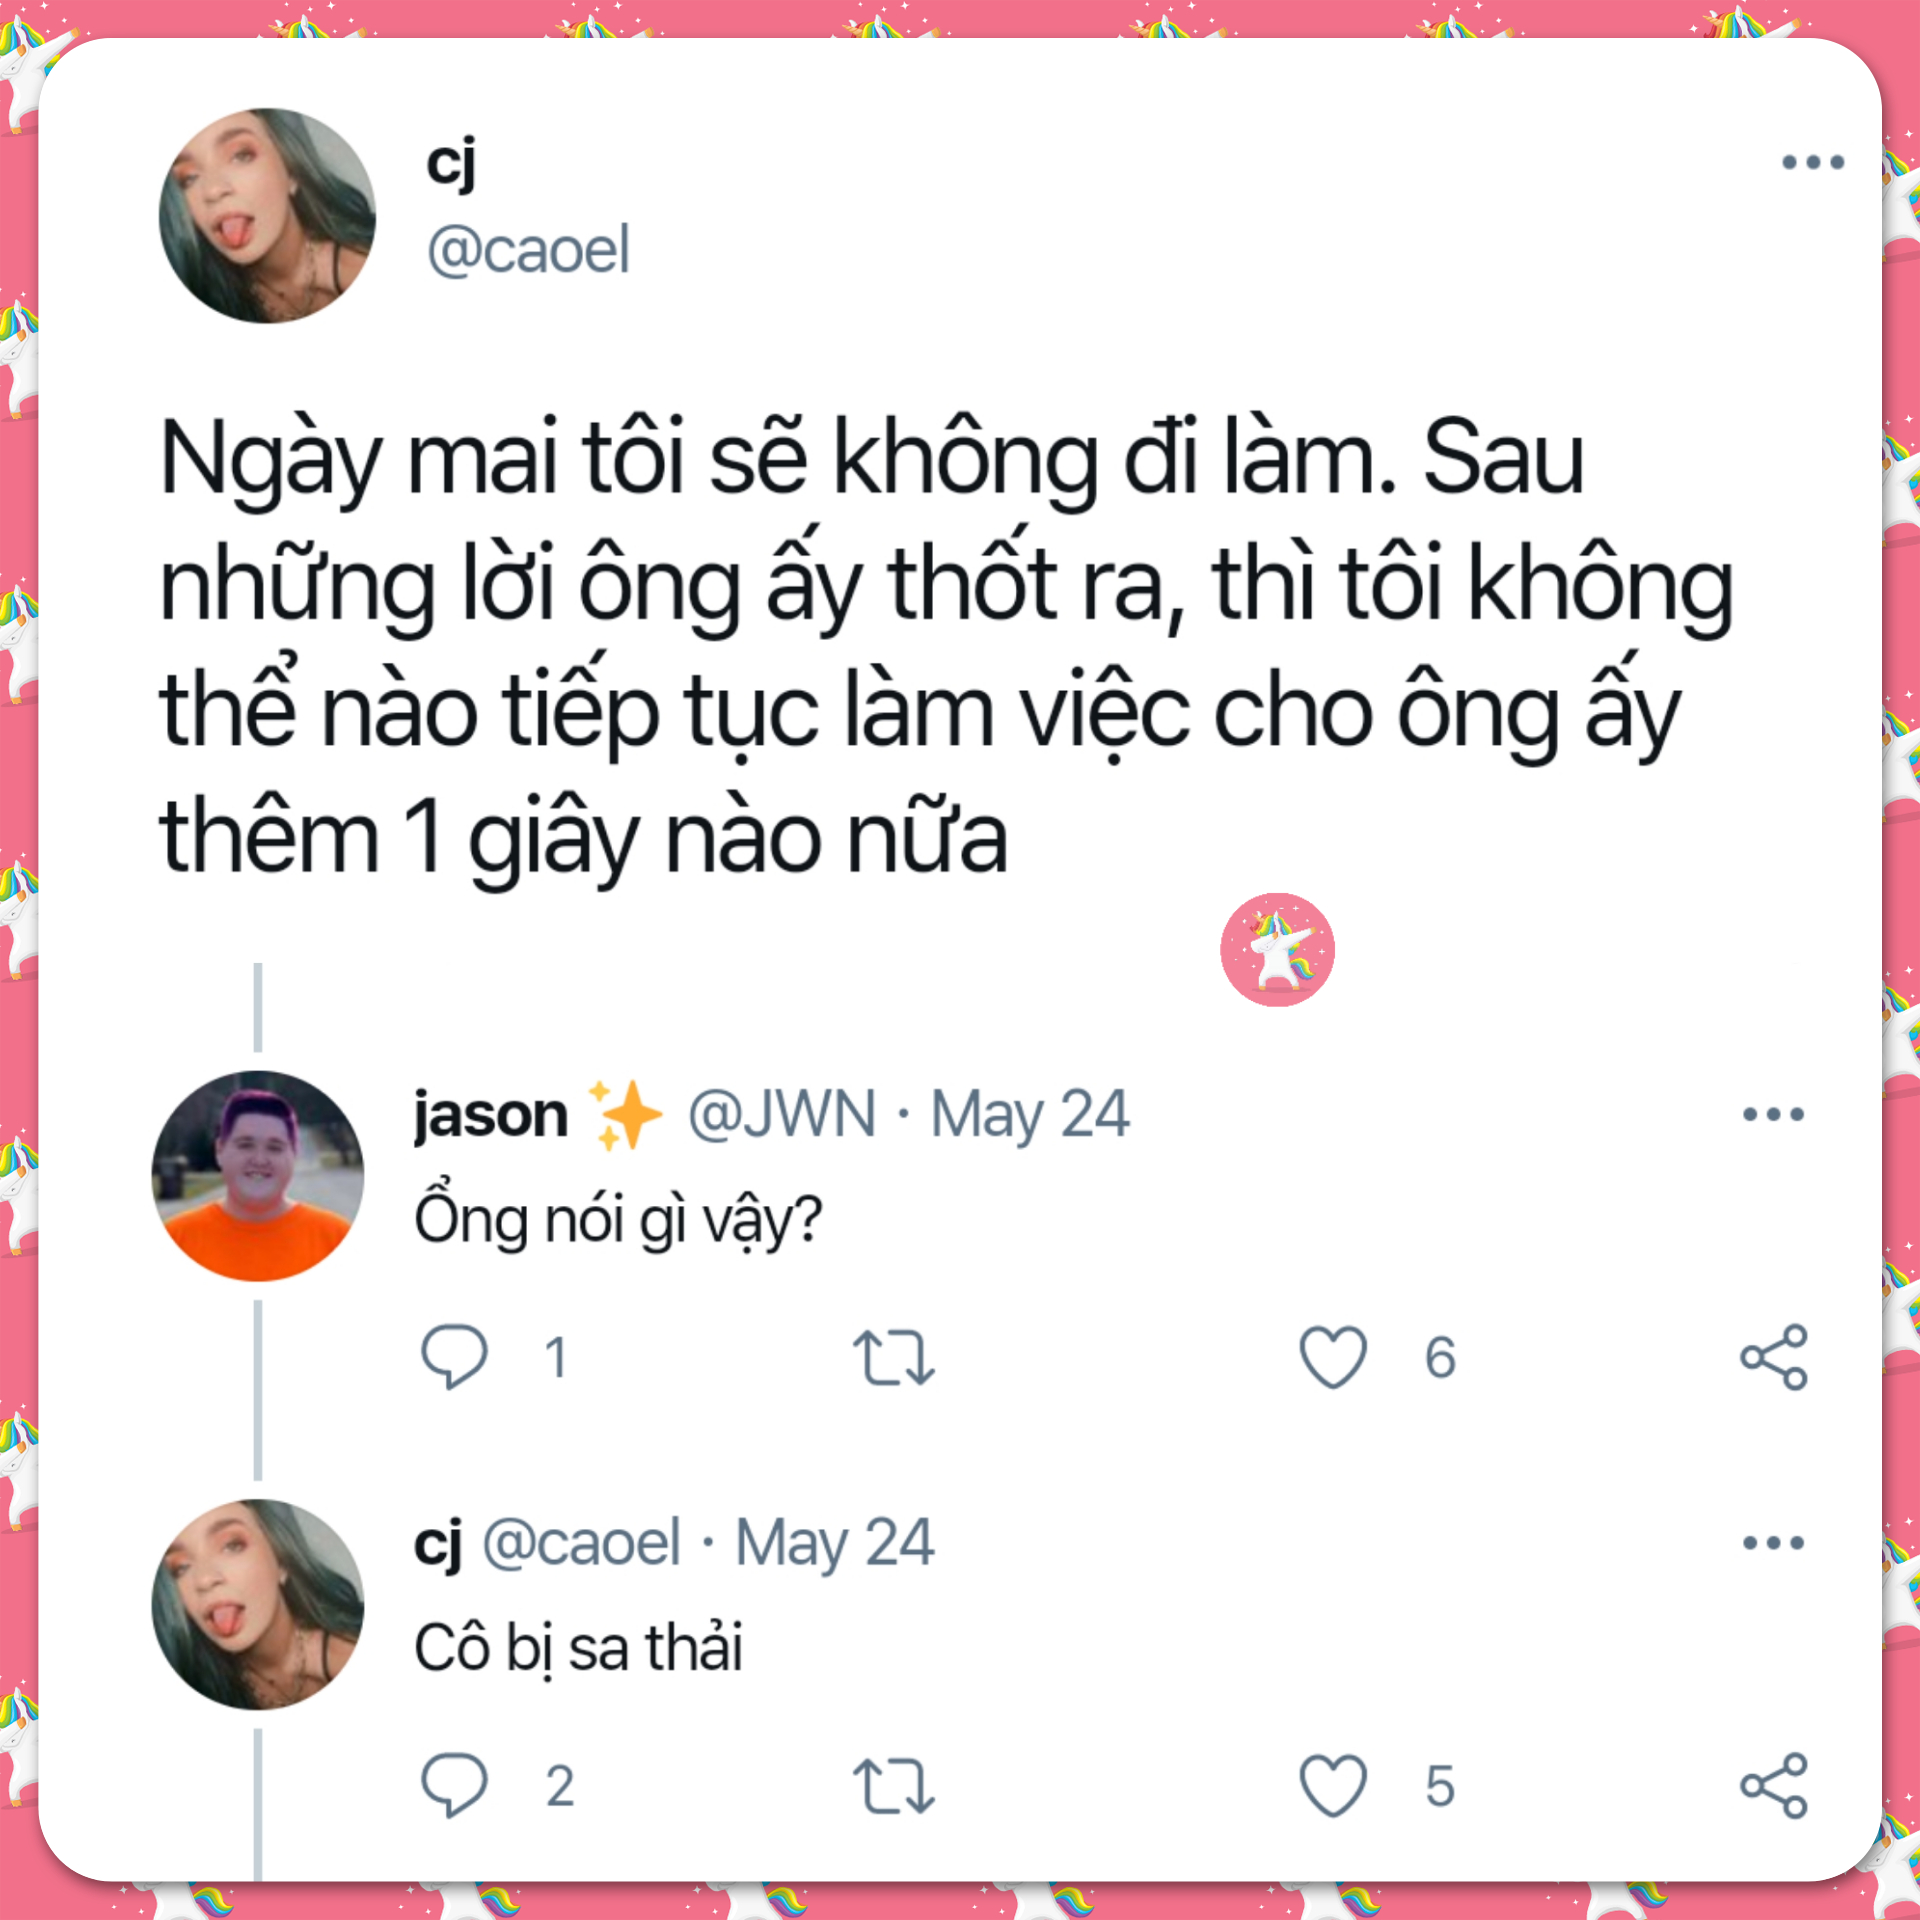 cj
@caoel
Ngày mai tôi sẽ không đi làm. Sau
những lời ông ấy thốt ra, thì tôi không
thể nào tiếp tục làm việc cho ông ấy
thêm 1 giây nào nữa
jason ✨ @JWN · May 24
Ổng nói gì vậy?
1 6
cj @caoel · May 24
Cô bị sa thải
2 5